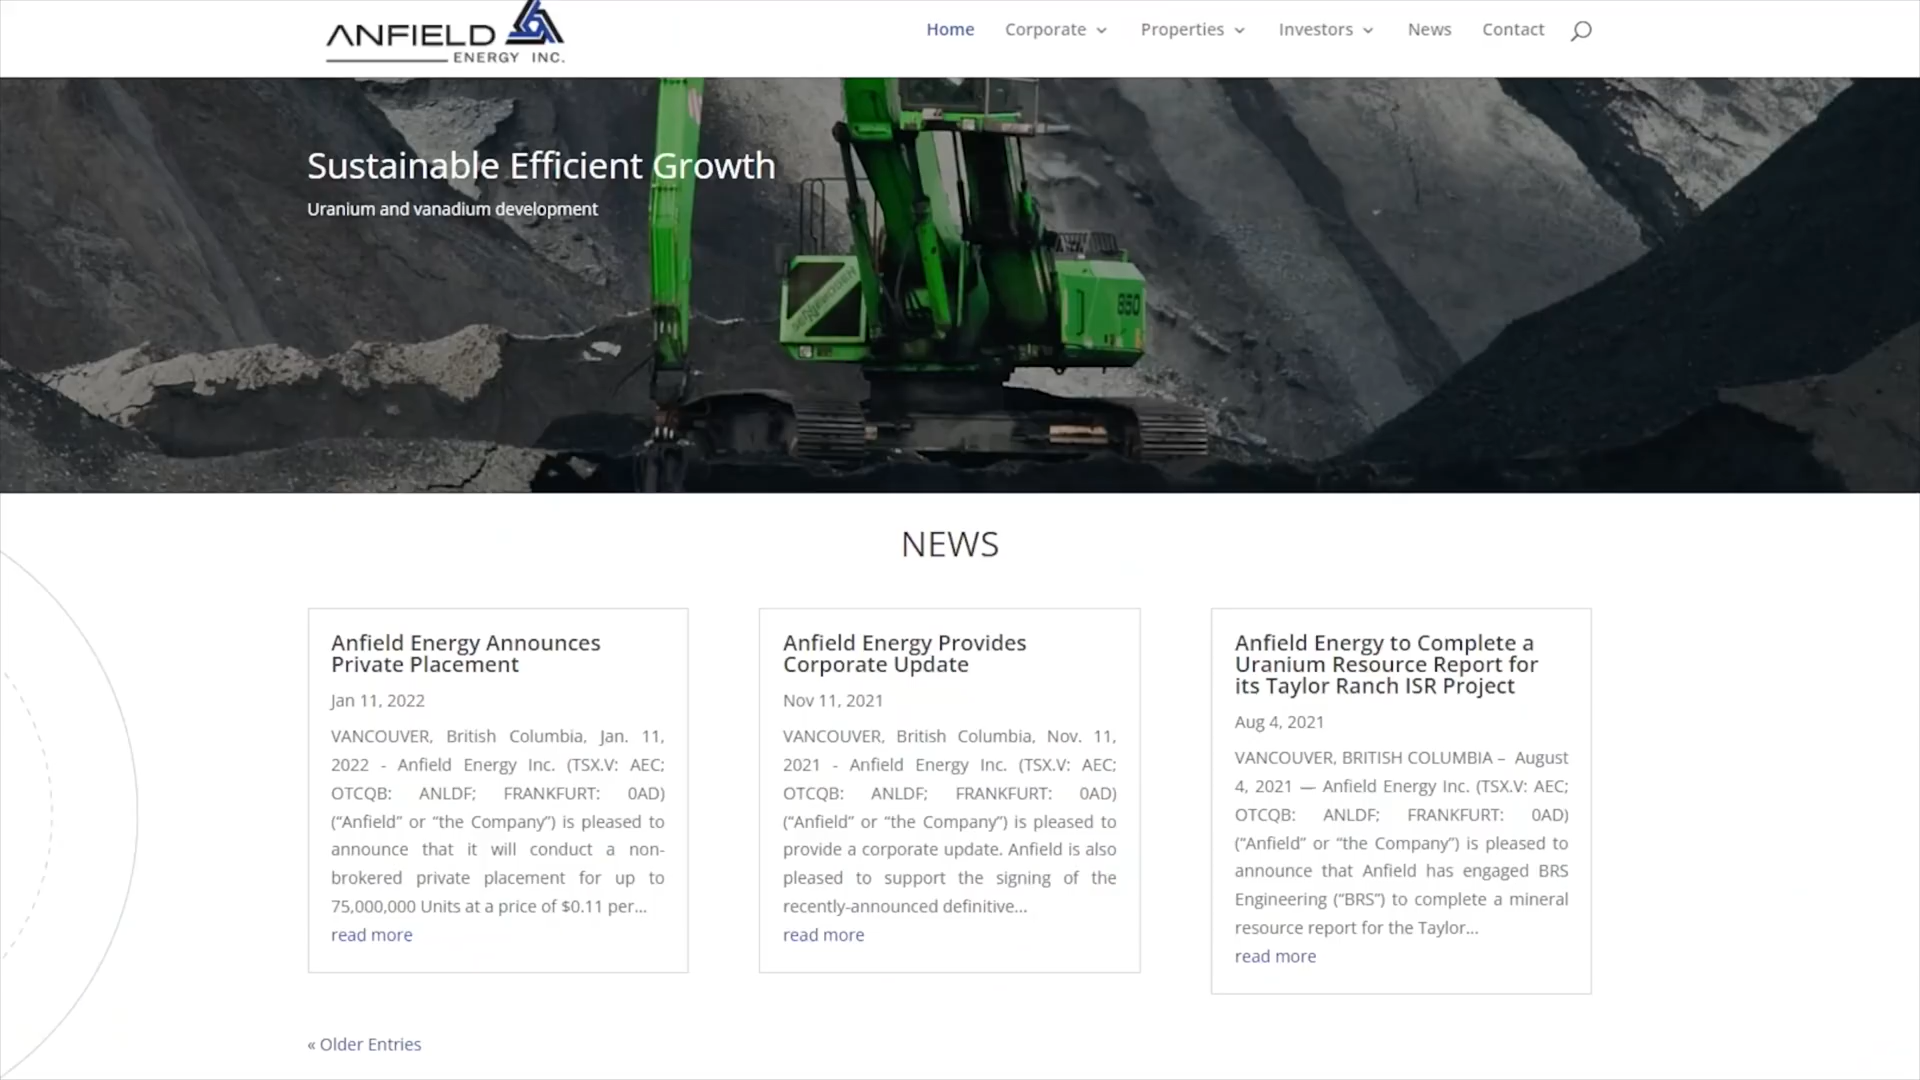 ANFIELD
ENERGY INC.
Home
Corporate
Properties
Investors
News
Contact
Sustainable Efficient Growth
Uranium and vanadium development
850
NEWS
Anfield Energy Announces
Private Placement
Jan 11, 2022
VANCOUVER, British Columbia, Jan. 11,
2022 - Anfield Energy Inc. (TSX.V: AEC;
OTCQB: ANLDF; FRANKFURT: 0AD)
(“Anfield” or “the Company”) is pleased to
announce that it will conduct a non-
brokered private placement for up to
75,000,000 Units at a price of $0.11 per...
read more
Anfield Energy Provides
Corporate Update
Nov 11, 2021
VANCOUVER, British Columbia, Nov. 11,
2021 - Anfield Energy Inc. (TSX.V: AEC;
OTCQB: ANLDF; FRANKFURT: 0AD)
(“Anfield” or “the Company”) is pleased to
provide a corporate update. Anfield is also
pleased to support the signing of the
recently-announced definitive...
read more
Anfield Energy to Complete a
Uranium Resource Report for
its Taylor Ranch ISR Project
Aug 4, 2021
VANCOUVER, BRITISH COLUMBIA – August
4, 2021 — Anfield Energy Inc. (TSX.V: AEC;
OTCQB: ANLDF; FRANKFURT: 0AD)
(“Anfield” or “the Company”) is pleased to
announce that Anfield has engaged BRS
Engineering (“BRS”) to complete a mineral
resource report for the Taylor...
read more
« Older Entries